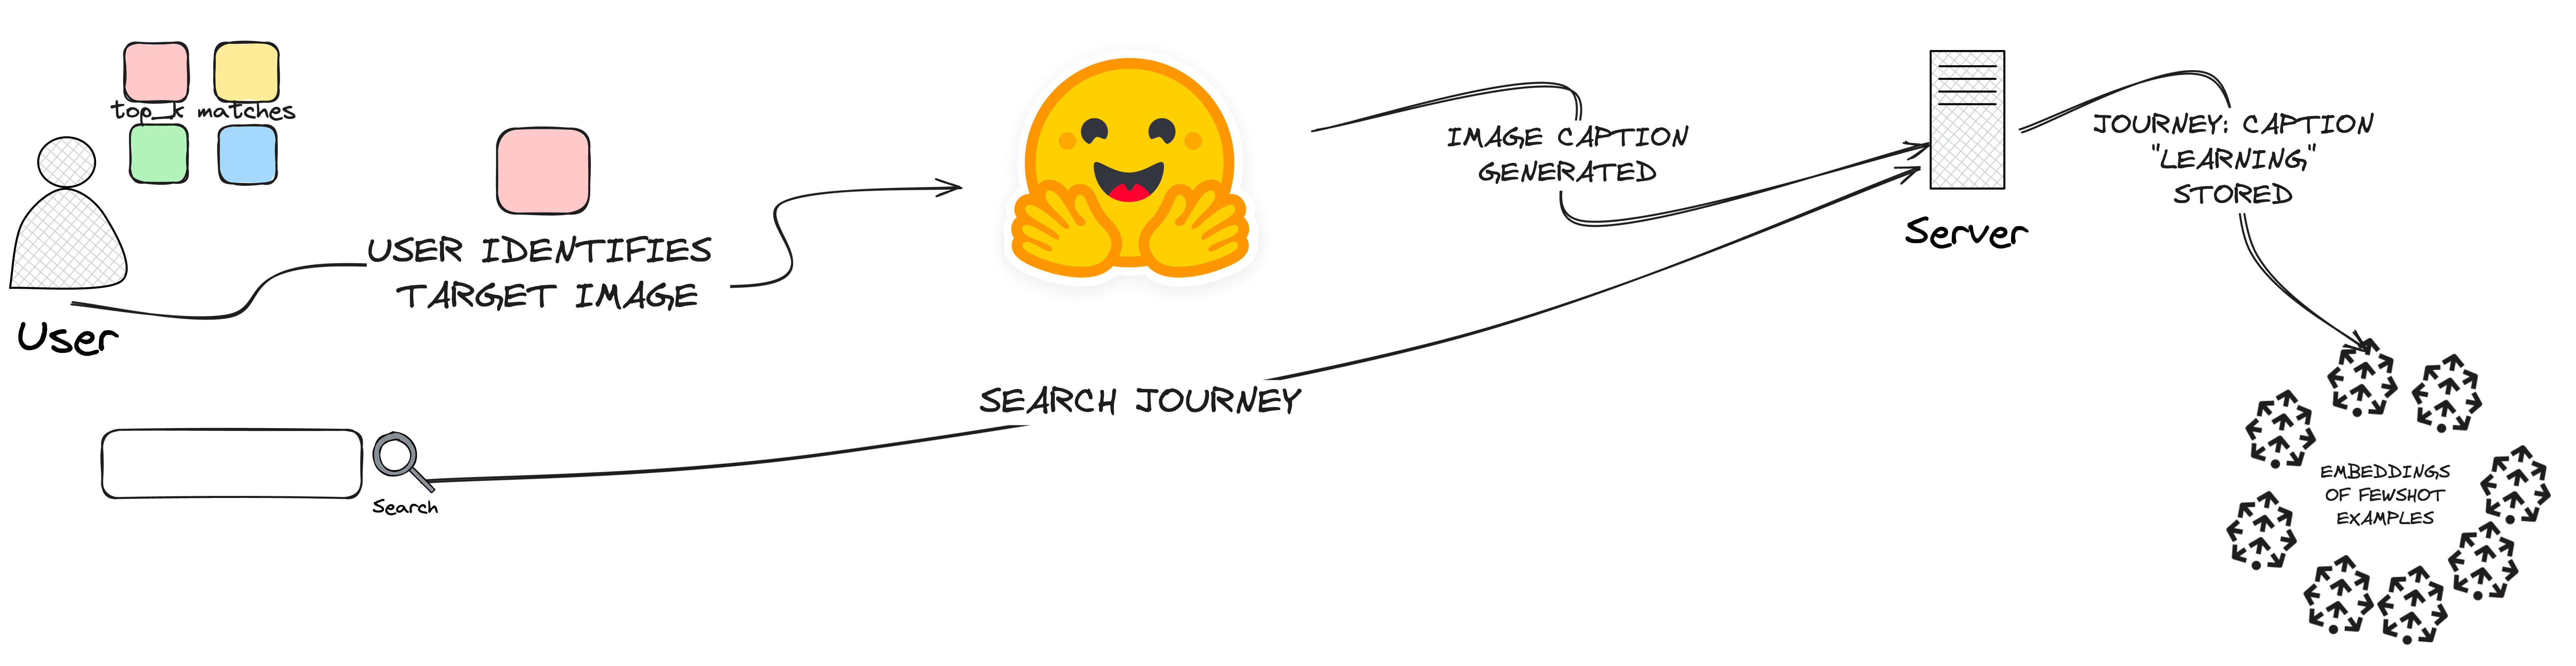 top_k matches
User
USER IDENTIFIES
TARGET IMAGE
IMAGE CAPTION
GENERATED
Server
JOURNEY: CAPTION
"LEARNING"
STORED
SEARCH JOURNEY
Search
EMBEDDINGS
OF FEWSHOT
EXAMPLES